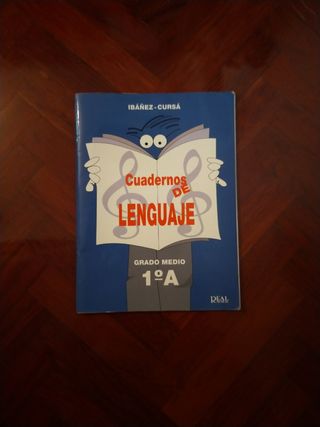 IBÁÑEZ - CURSÁ
Cuadernos
DE
LENGUAJE
GRADO MEDIO
1ºA
REAL